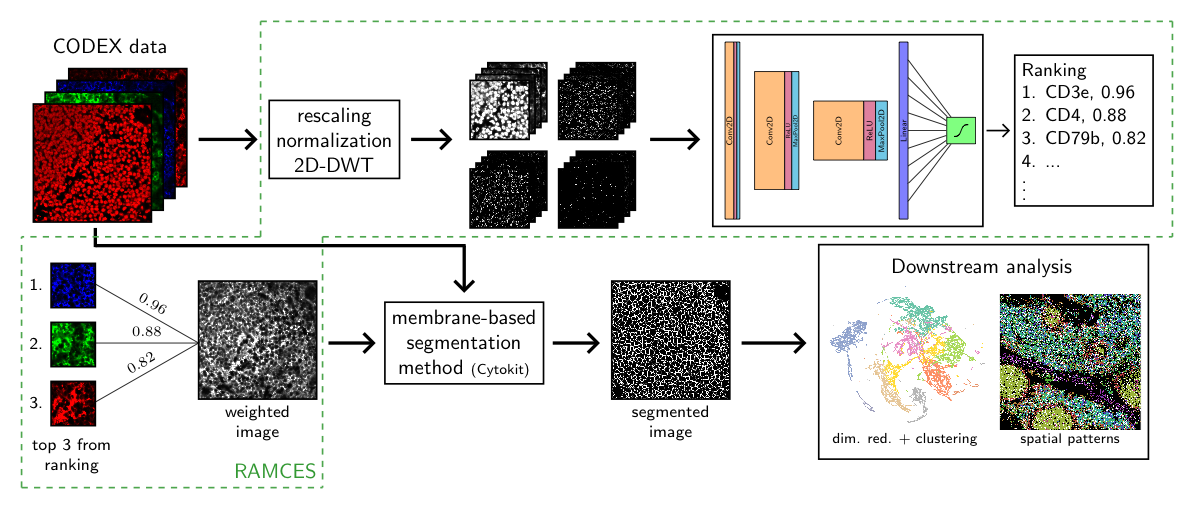 CODEX data
rescaling
normalization
2D-DWT
Conv2D
Conv2D
ReLU
MaxPool2D
Conv2D
ReLU
MaxPool2D
Linear
Ranking
1. CD3e, 0.96
2. CD4, 0.88
3. CD79b, 0.82
4. ...
1.
0.96
2.
0.88
3.
0.82
top 3 from
ranking
weighted
image
RAMCES
membrane-based
segmentation
method (Cytokit)
segmented
image
Downstream analysis
dim. red. + clustering
spatial patterns